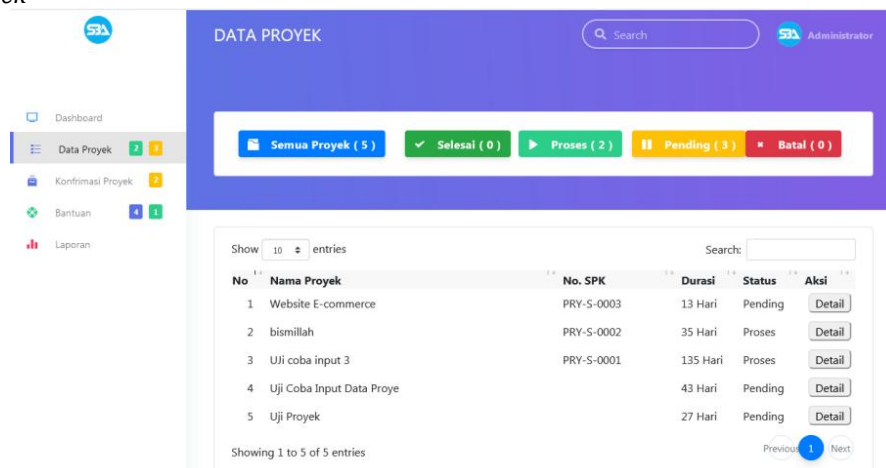 SBA
DATA PROYEK
Search
SBA Administrator
Dashboard
Data Proyek 2 3
Konfrimasi Proyek 2
Bantuan 4 1
Laporan
Semua Proyek ( 5 )
Selesai ( 0 )
Proses ( 2 )
Pending ( 3 )
Batal ( 0 )
Show 10 entries
Search:
No Nama Proyek No. SPK Durasi Status Aksi
1 Website E-commerce PRY-S-0003 13 Hari Pending Detail
2 bismillah PRY-S-0002 35 Hari Proses Detail
3 UJi coba input 3 PRY-S-0001 135 Hari Proses Detail
4 Uji Coba Input Data Proye 43 Hari Pending Detail
5 Uji Proyek 27 Hari Pending Detail
Showing 1 to 5 of 5 entries
Previous 1 Next